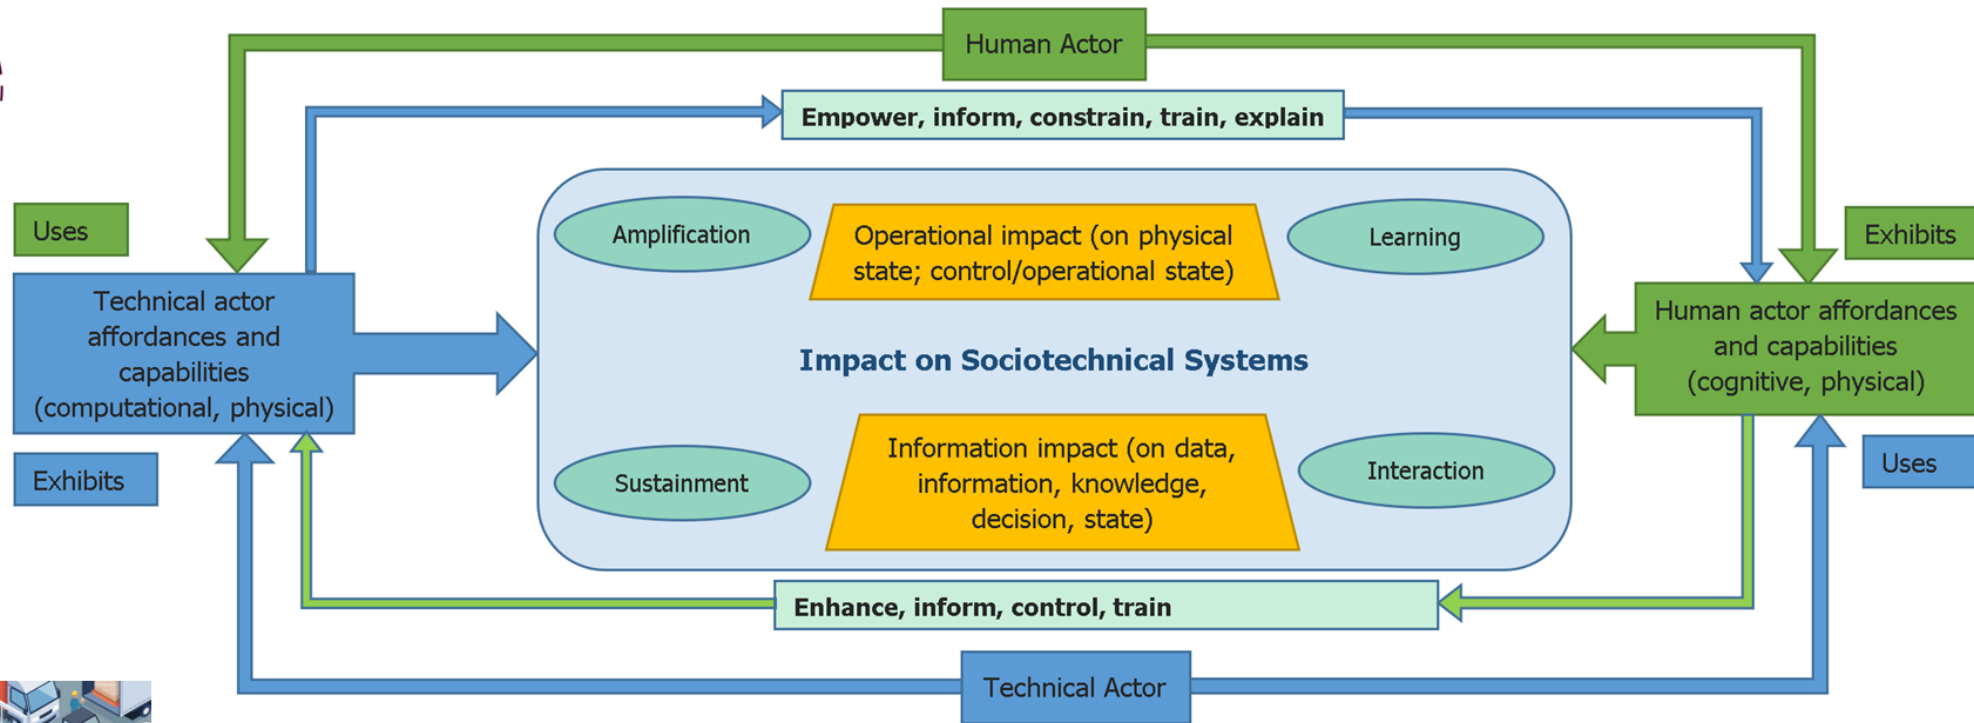 Human Actor
Empower, inform, constrain, train, explain
Uses
Exhibits
Amplification
Operational impact (on physical
state; control/operational state)
Learning
Technical actor
affordances and
capabilities
(computational, physical)
Human actor affordances
and capabilities
(cognitive, physical)
Impact on Sociotechnical Systems
Exhibits
Uses
Sustainment
Information impact (on data,
information, knowledge,
decision, state)
Interaction
Enhance, inform, control, train
Technical Actor